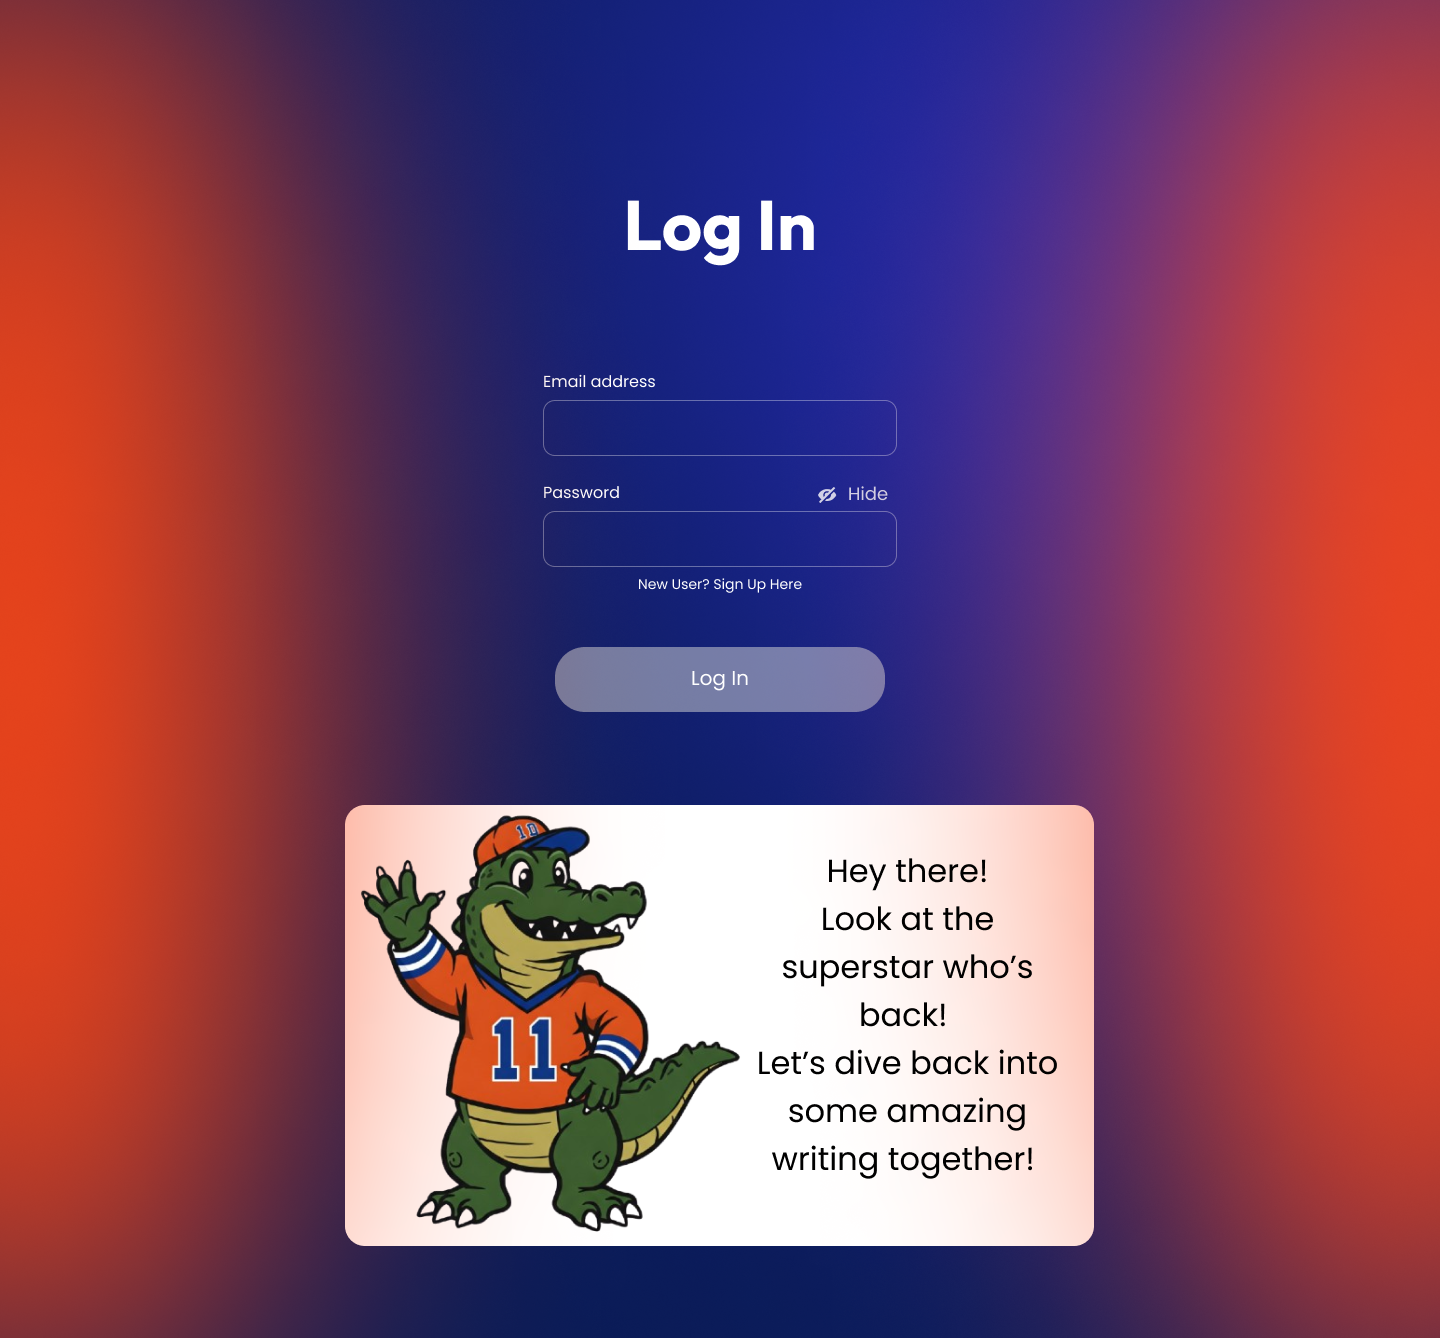 Log In
Email address
Password
Hide
New User? Sign Up Here
Log In
10
11
Hey there!
Look at the
superstar who’s
back!
Let’s dive back into
some amazing
writing together!